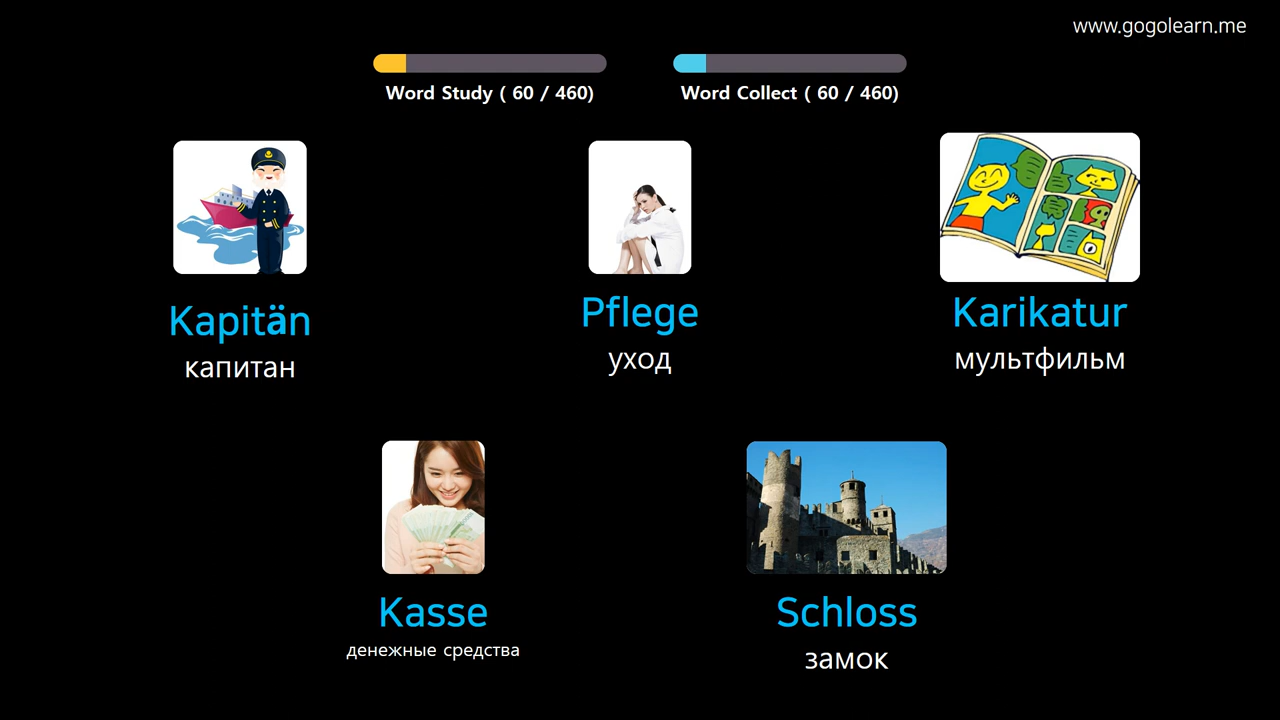 www.gogolearn.me
Word Study ( 60 / 460)
Word Collect ( 60 / 460)
Kapitän
капитан
Pflege
уход
Karikatur
мультфильм
Kasse
денежные средства
Schloss
замок